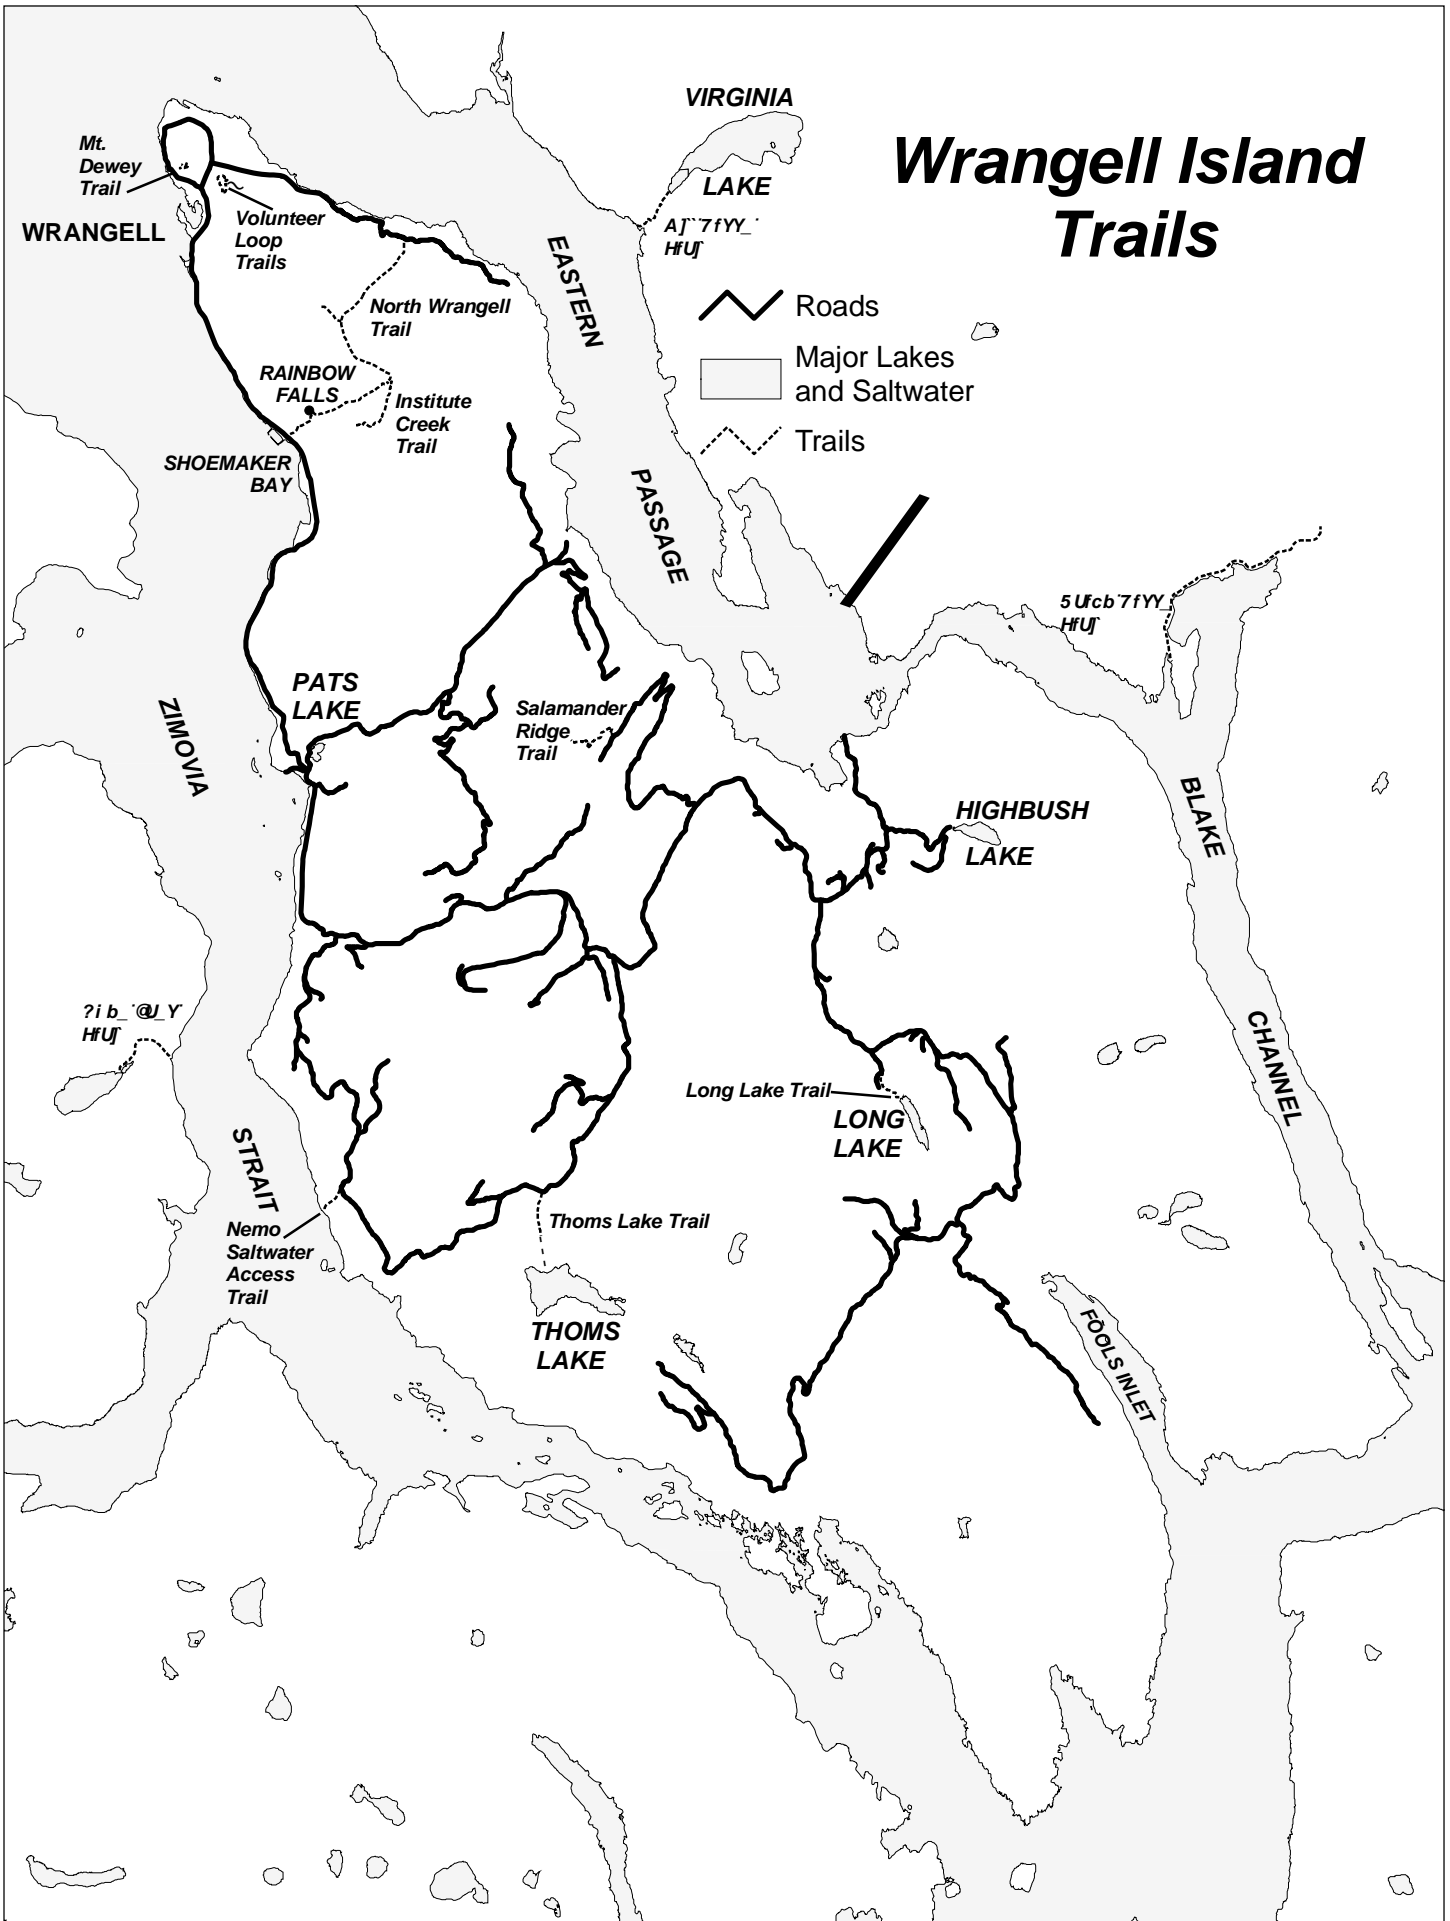 VIRGINIA
LAKE
Wrangell Island
Trails
Mt.
Dewey
Trail
WRANGELL
Volunteer
Loop
Trails
EASTERN
PASSAGE
Roads
Major Lakes
and Saltwater
Trails
North Wrangell
Trail
RAINBOW
FALLS
Institute
Creek
Trail
SHOEMAKER
BAY
PATS
LAKE
Salamander
Ridge
Trail
ZIMOVIA
STRAIT
HIGHBUSH
LAKE
BLAKE
CHANNEL
Long Lake Trail
LONG
LAKE
Nemo
Saltwater
Access
Trail
Thoms Lake Trail
THOMS
LAKE
FOOLS INLET